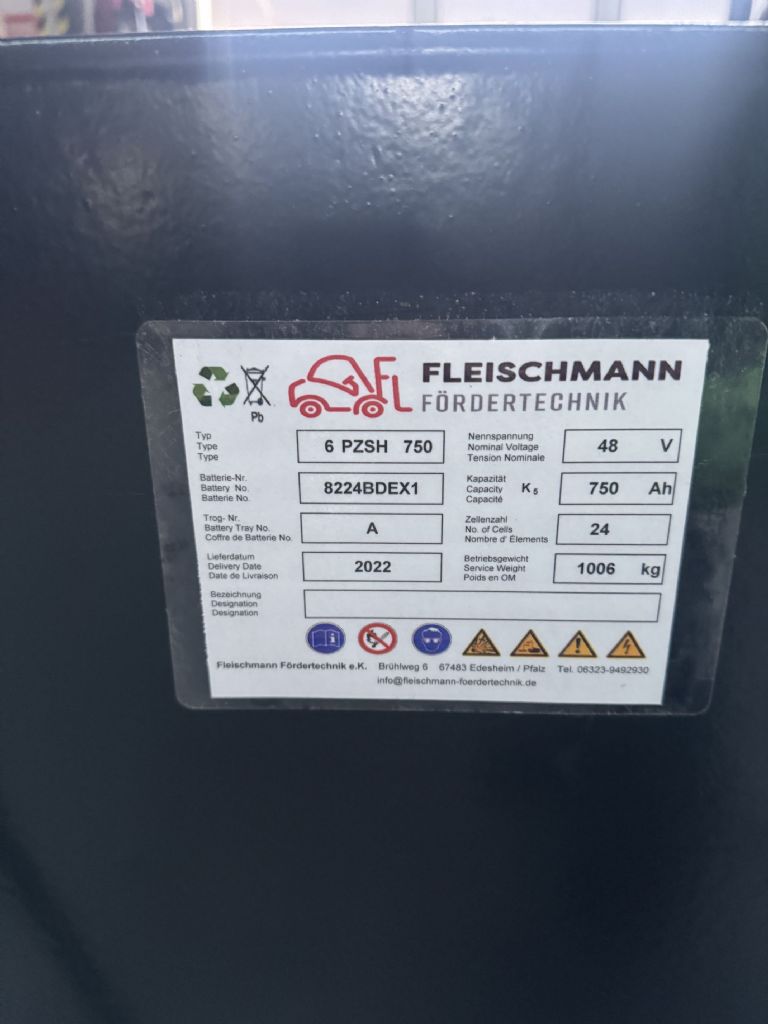 FLEISCHMANN
FÖRDERTECHNIK
FL
Pb
Typ
Type
Type
6 PZSH 750
Nennspannung
Nominal Voltage
Tension Nominale
48 V
Batterie-Nr.
Battery No.
Batterie No.
8224BDEX1
Kapazität
Capacity
Capacité
K5
750 Ah
Trog- Nr.
Battery Tray No.
Coffre de Batterie No.
A
Zellenzahl
No. of Cells
Nombre d' Élements
24
Lieferdatum
Delivery Date
Date de Livraison
2022
Betriebsgewicht
Service Weight
Poids en OM
1006 kg
Bezeichnung
Designation
Designation
Fleischmann Fördertechnik e.K. Brühlweg 6 67483 Edesheim / Pfalz Tel. 06323-9492930
info@fleischmann-foerdertechnik.de